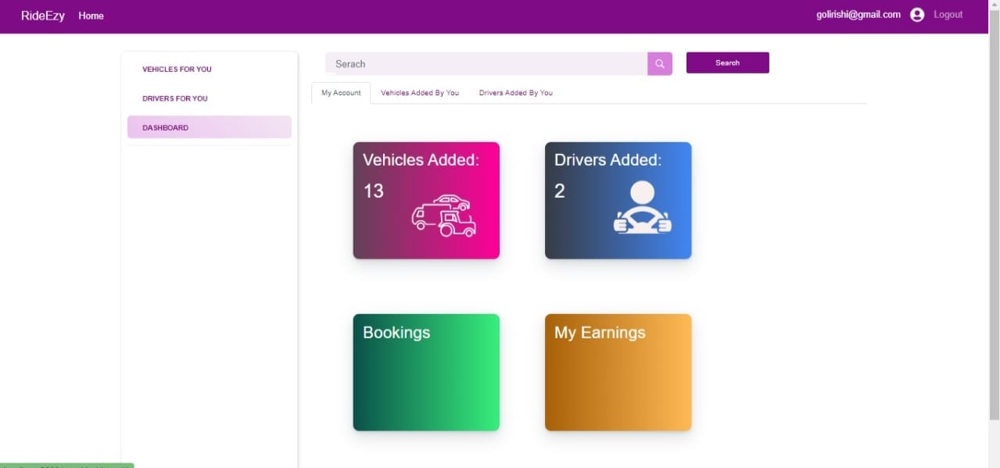 RideEzy Home golirishi@gmail.com Logout
VEHICLES FOR YOU
DRIVERS FOR YOU
DASHBOARD
Serach Search
My Account Vehicles Added By You Drivers Added By You
Vehicles Added:
13
Drivers Added:
2
Bookings
My Earnings